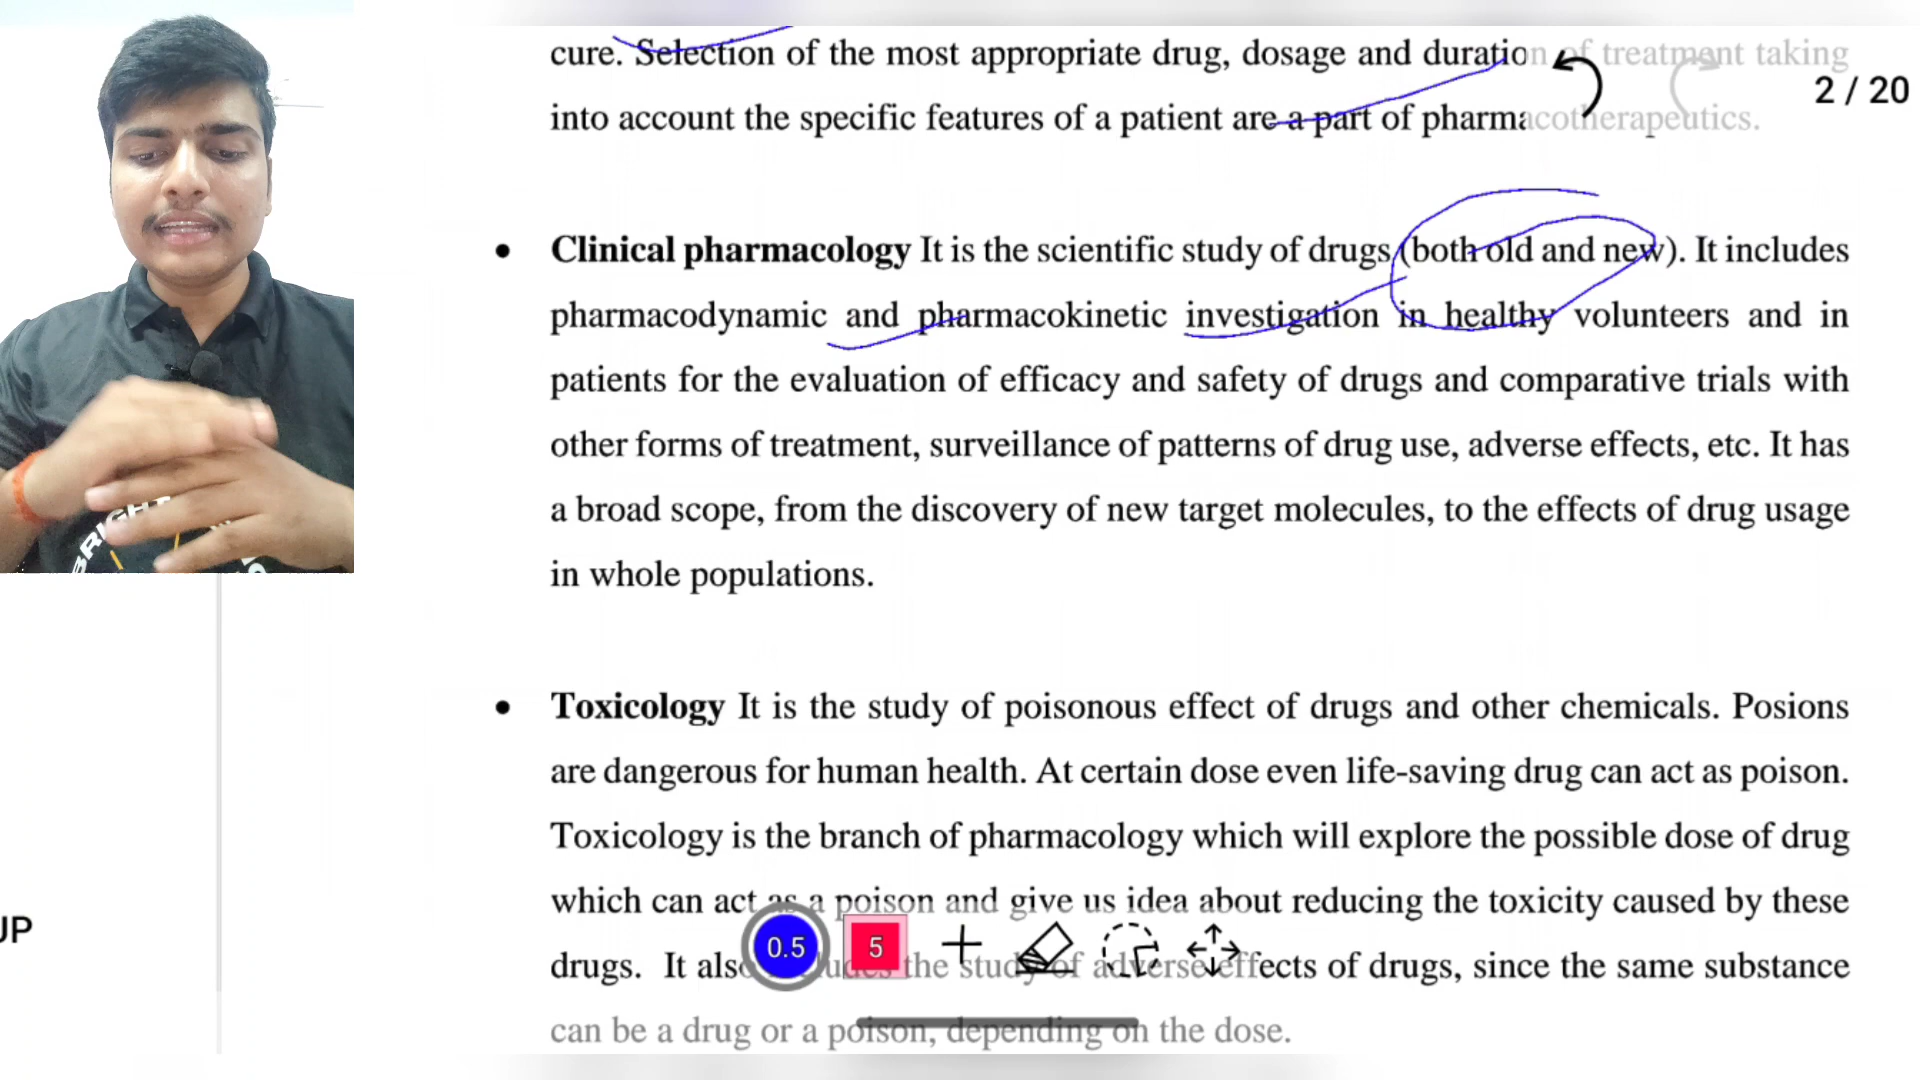 cure. Selection of the most appropriate drug, dosage and duration of treatment taking
into account the specific features of a patient are a part of pharmacotherapeutics.
2 / 20
• Clinical pharmacology It is the scientific study of drugs (both old and new). It includes
pharmacodynamic and pharmacokinetic investigation in healthy volunteers and in
patients for the evaluation of efficacy and safety of drugs and comparative trials with
other forms of treatment, surveillance of patterns of drug use, adverse effects, etc. It has
a broad scope, from the discovery of new target molecules, to the effects of drug usage
in whole populations.
• Toxicology It is the study of poisonous effect of drugs and other chemicals. Posions
are dangerous for human health. At certain dose even life-saving drug can act as poison.
Toxicology is the branch of pharmacology which will explore the possible dose of drug
which can act as a poison and give us idea about reducing the toxicity caused by these
drugs. It also includes the study of adverse effects of drugs, since the same substance
can be a drug or a poison, depending on the dose.
0.5
5
UP